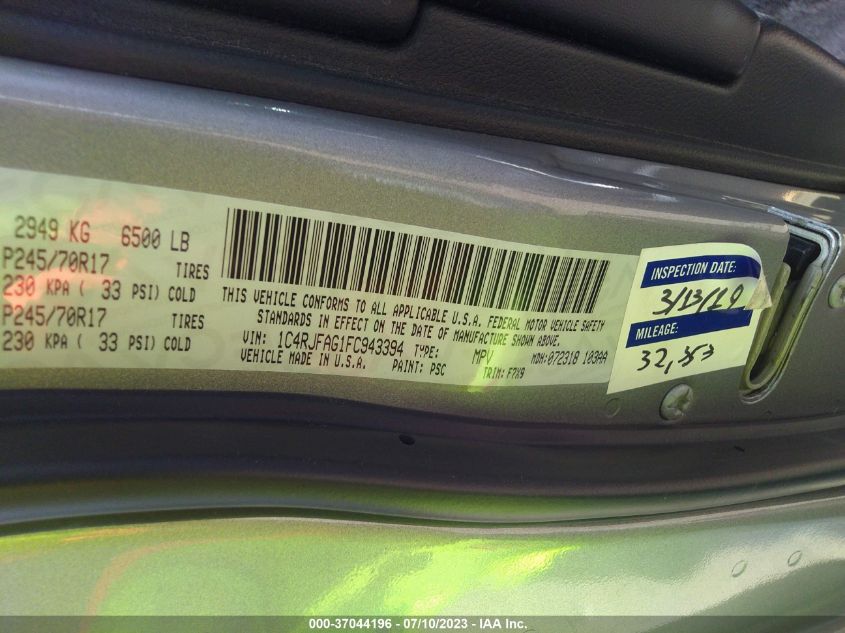 2949 KG 6500 LB
P245/70R17 TIRES
230 KPA ( 33 PSI) COLD
P245/70R17 TIRES
230 KPA ( 33 PSI) COLD
THIS VEHICLE CONFORMS TO ALL APPLICABLE U.S.A. FEDERAL MOTOR VEHICLE SAFETY
STANDARDS IN EFFECT ON THE DATE OF MANUFACTURE SHOWN ABOVE.
VIN: 1C4RJFAG1FC943394 TYPE: MPV MDH:072318 103AA
VEHICLE MADE IN U.S.A. PAINT: PSC TRIM: F7X9
INSPECTION DATE:
3/13/19
MILEAGE:
000-37044196 - 07/10/2023 - IAA Inc.